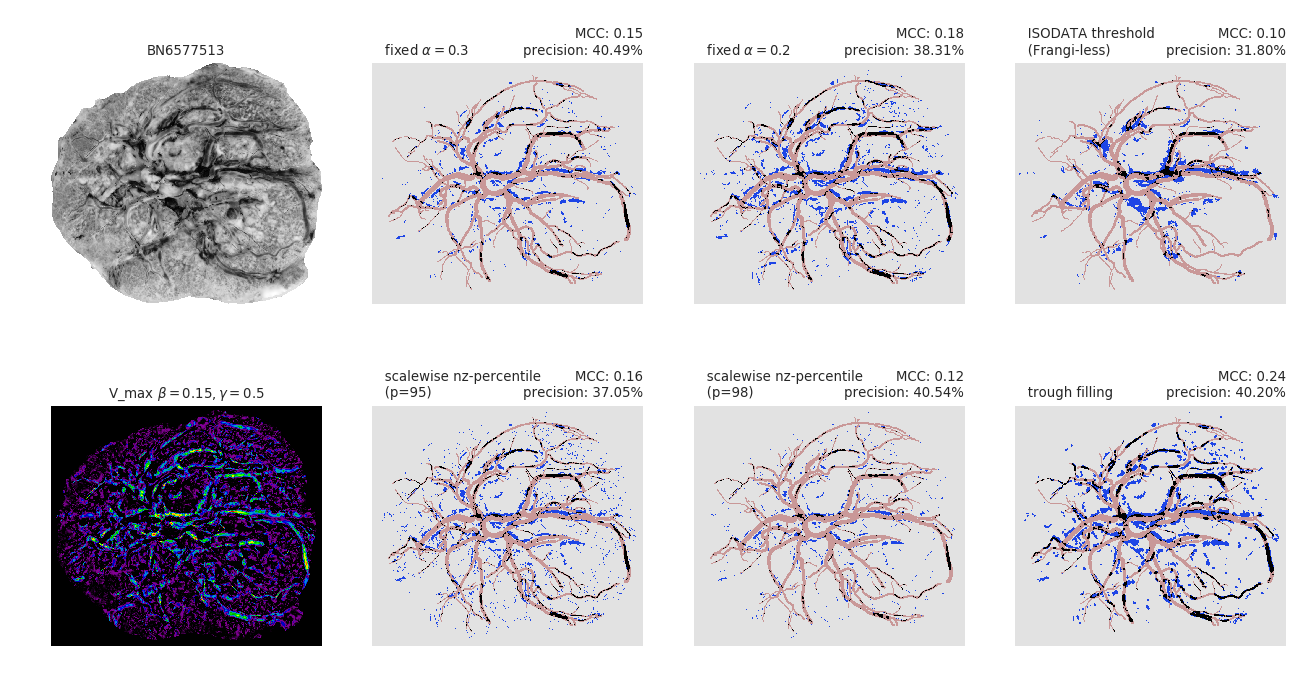 BN6577513
fixed α = 0.3
MCC: 0.15
precision: 40.49%
fixed α = 0.2
MCC: 0.18
precision: 38.31%
ISODATA threshold
(Frangi-less)
MCC: 0.10
precision: 31.80%
V_max β = 0.15, γ = 0.5
scalewise nz-percentile
(p=95)
MCC: 0.16
precision: 37.05%
scalewise nz-percentile
(p=98)
MCC: 0.12
precision: 40.54%
trough filling
MCC: 0.24
precision: 40.20%